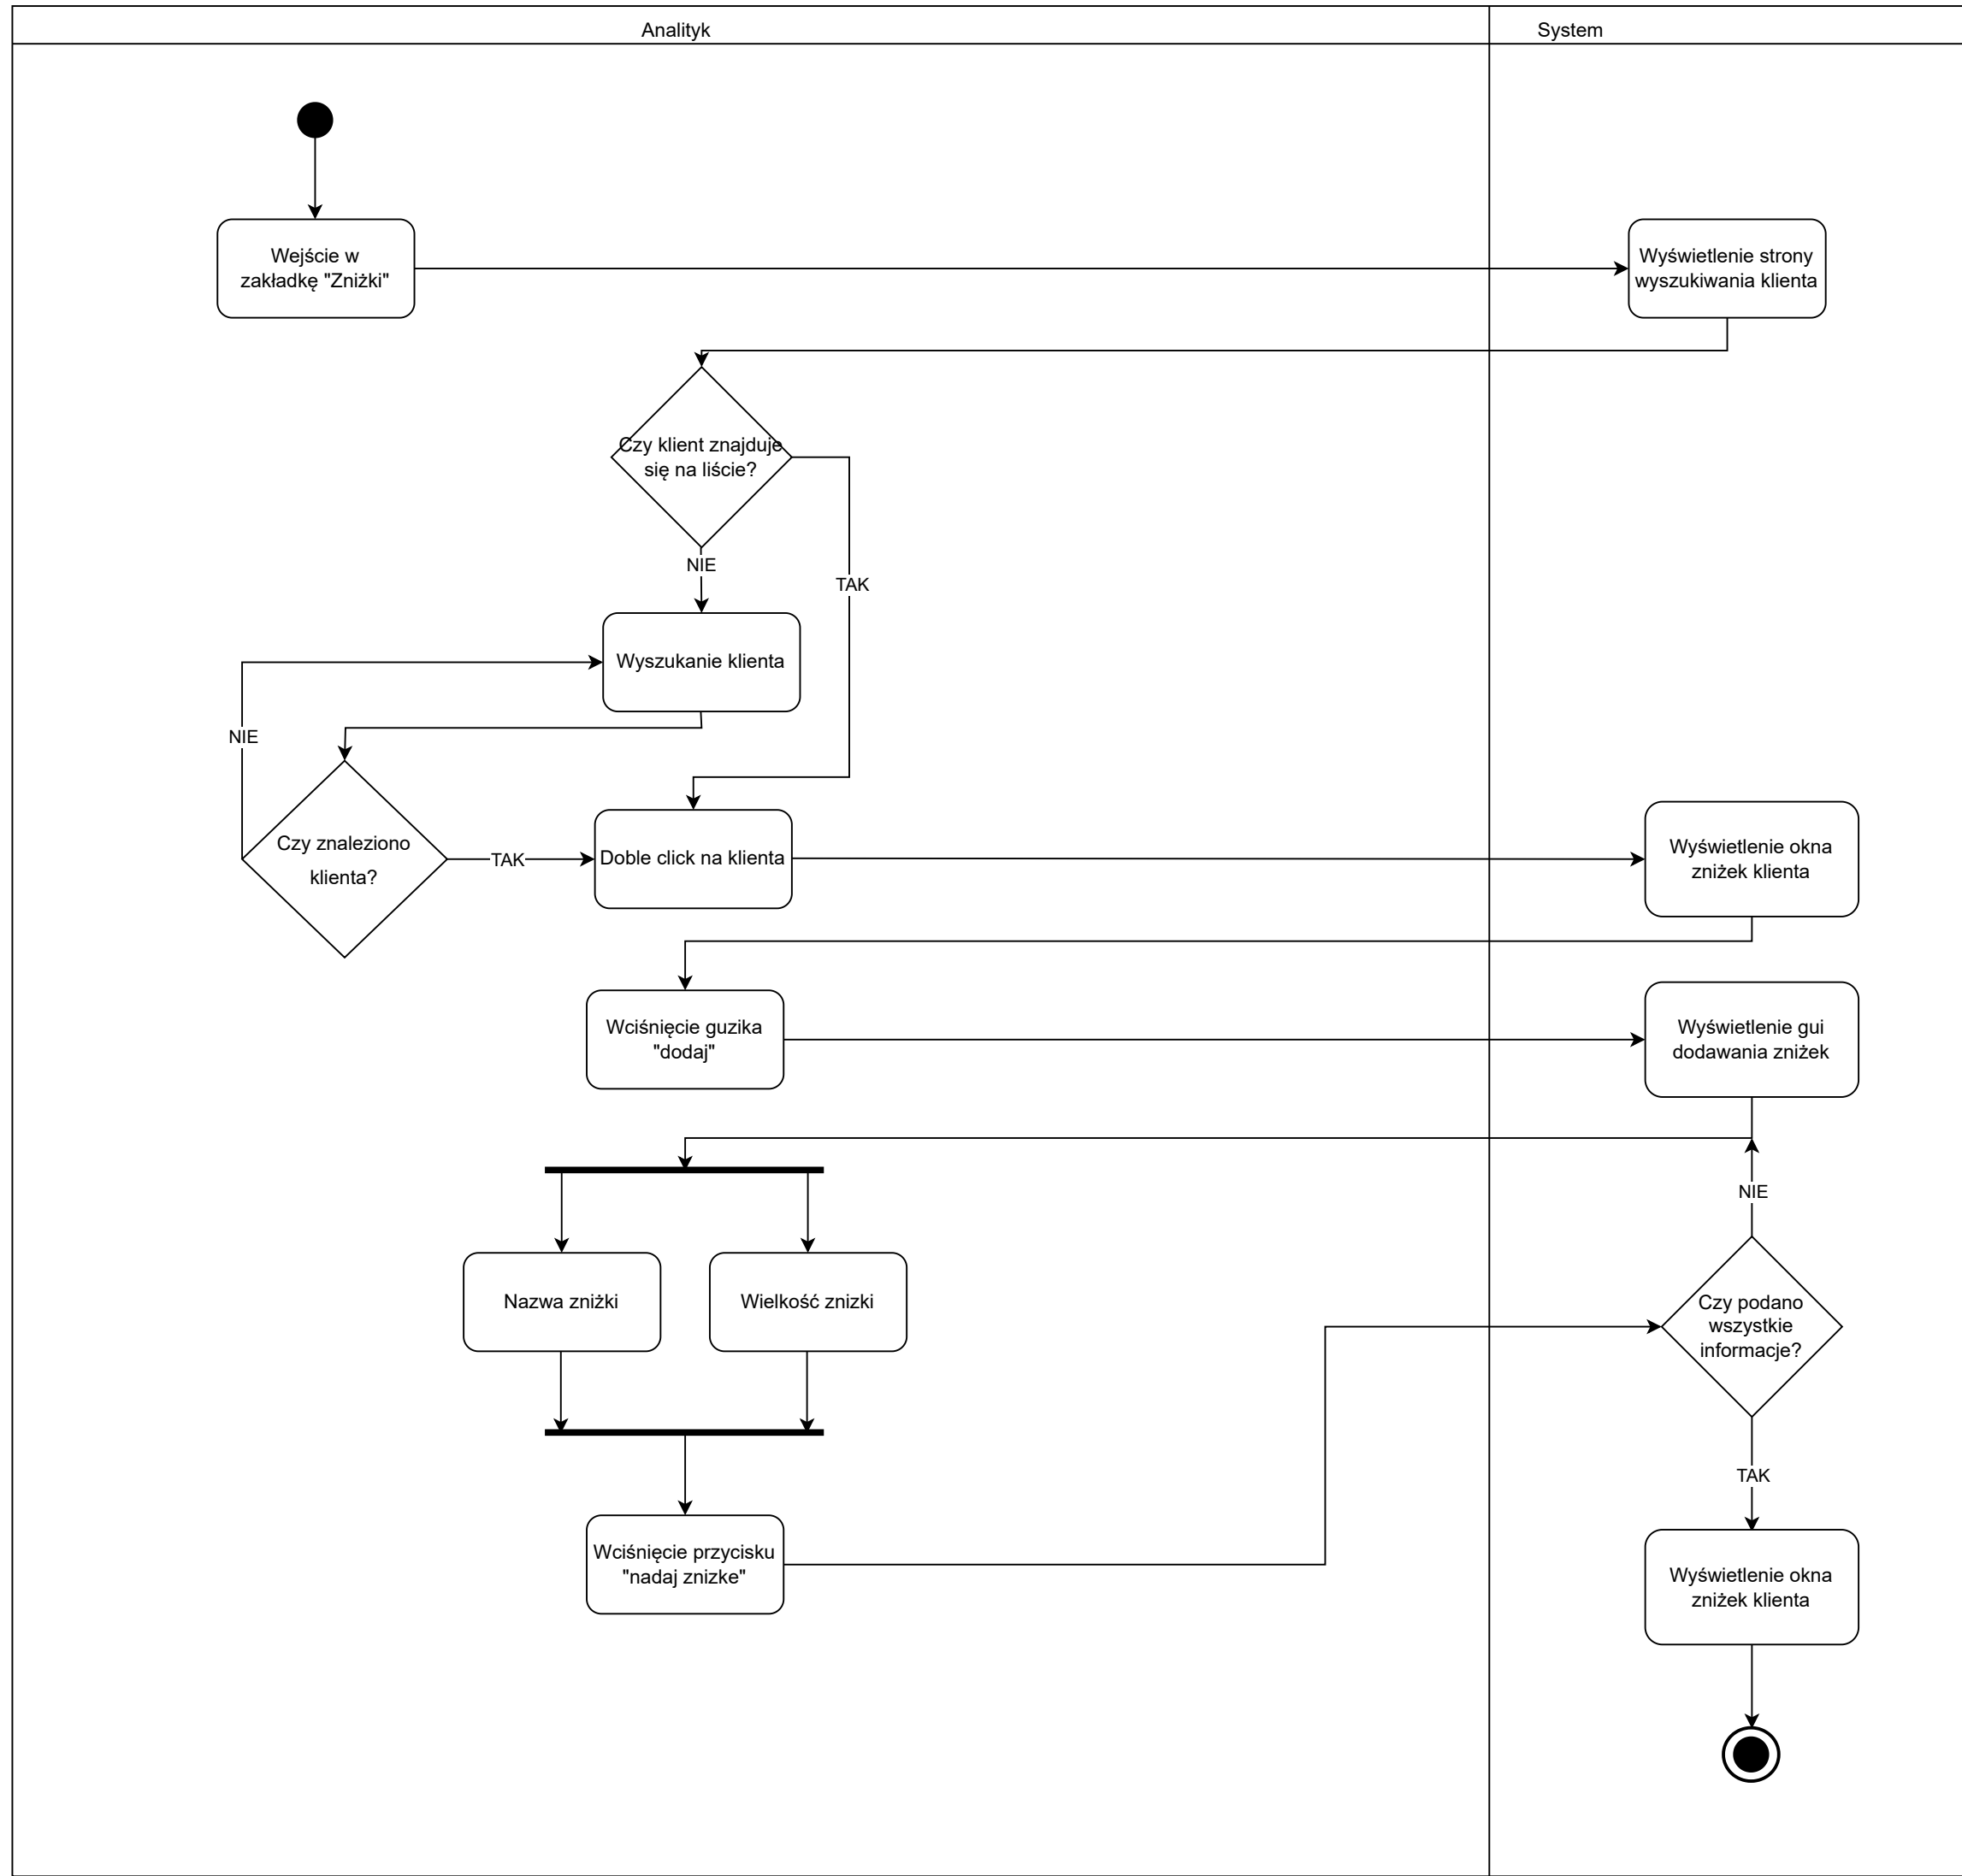 Analityk
System
Wejście w
zakładkę "Zniżki"
Wyświetlenie strony
wyszukiwania klienta
Czy klient znajduje
się na liście?
NIE
TAK
Wyszukanie klienta
NIE
Czy znaleziono
klienta?
TAK
Doble click na klienta
Wyświetlenie okna
zniżek klienta
Wciśnięcie guzika
"dodaj"
Wyświetlenie gui
dodawania zniżek
NIE
Nazwa zniżki
Wielkość znizki
Czy podano
wszystkie
informacje?
TAK
Wciśnięcie przycisku
"nadaj znizke"
Wyświetlenie okna
zniżek klienta